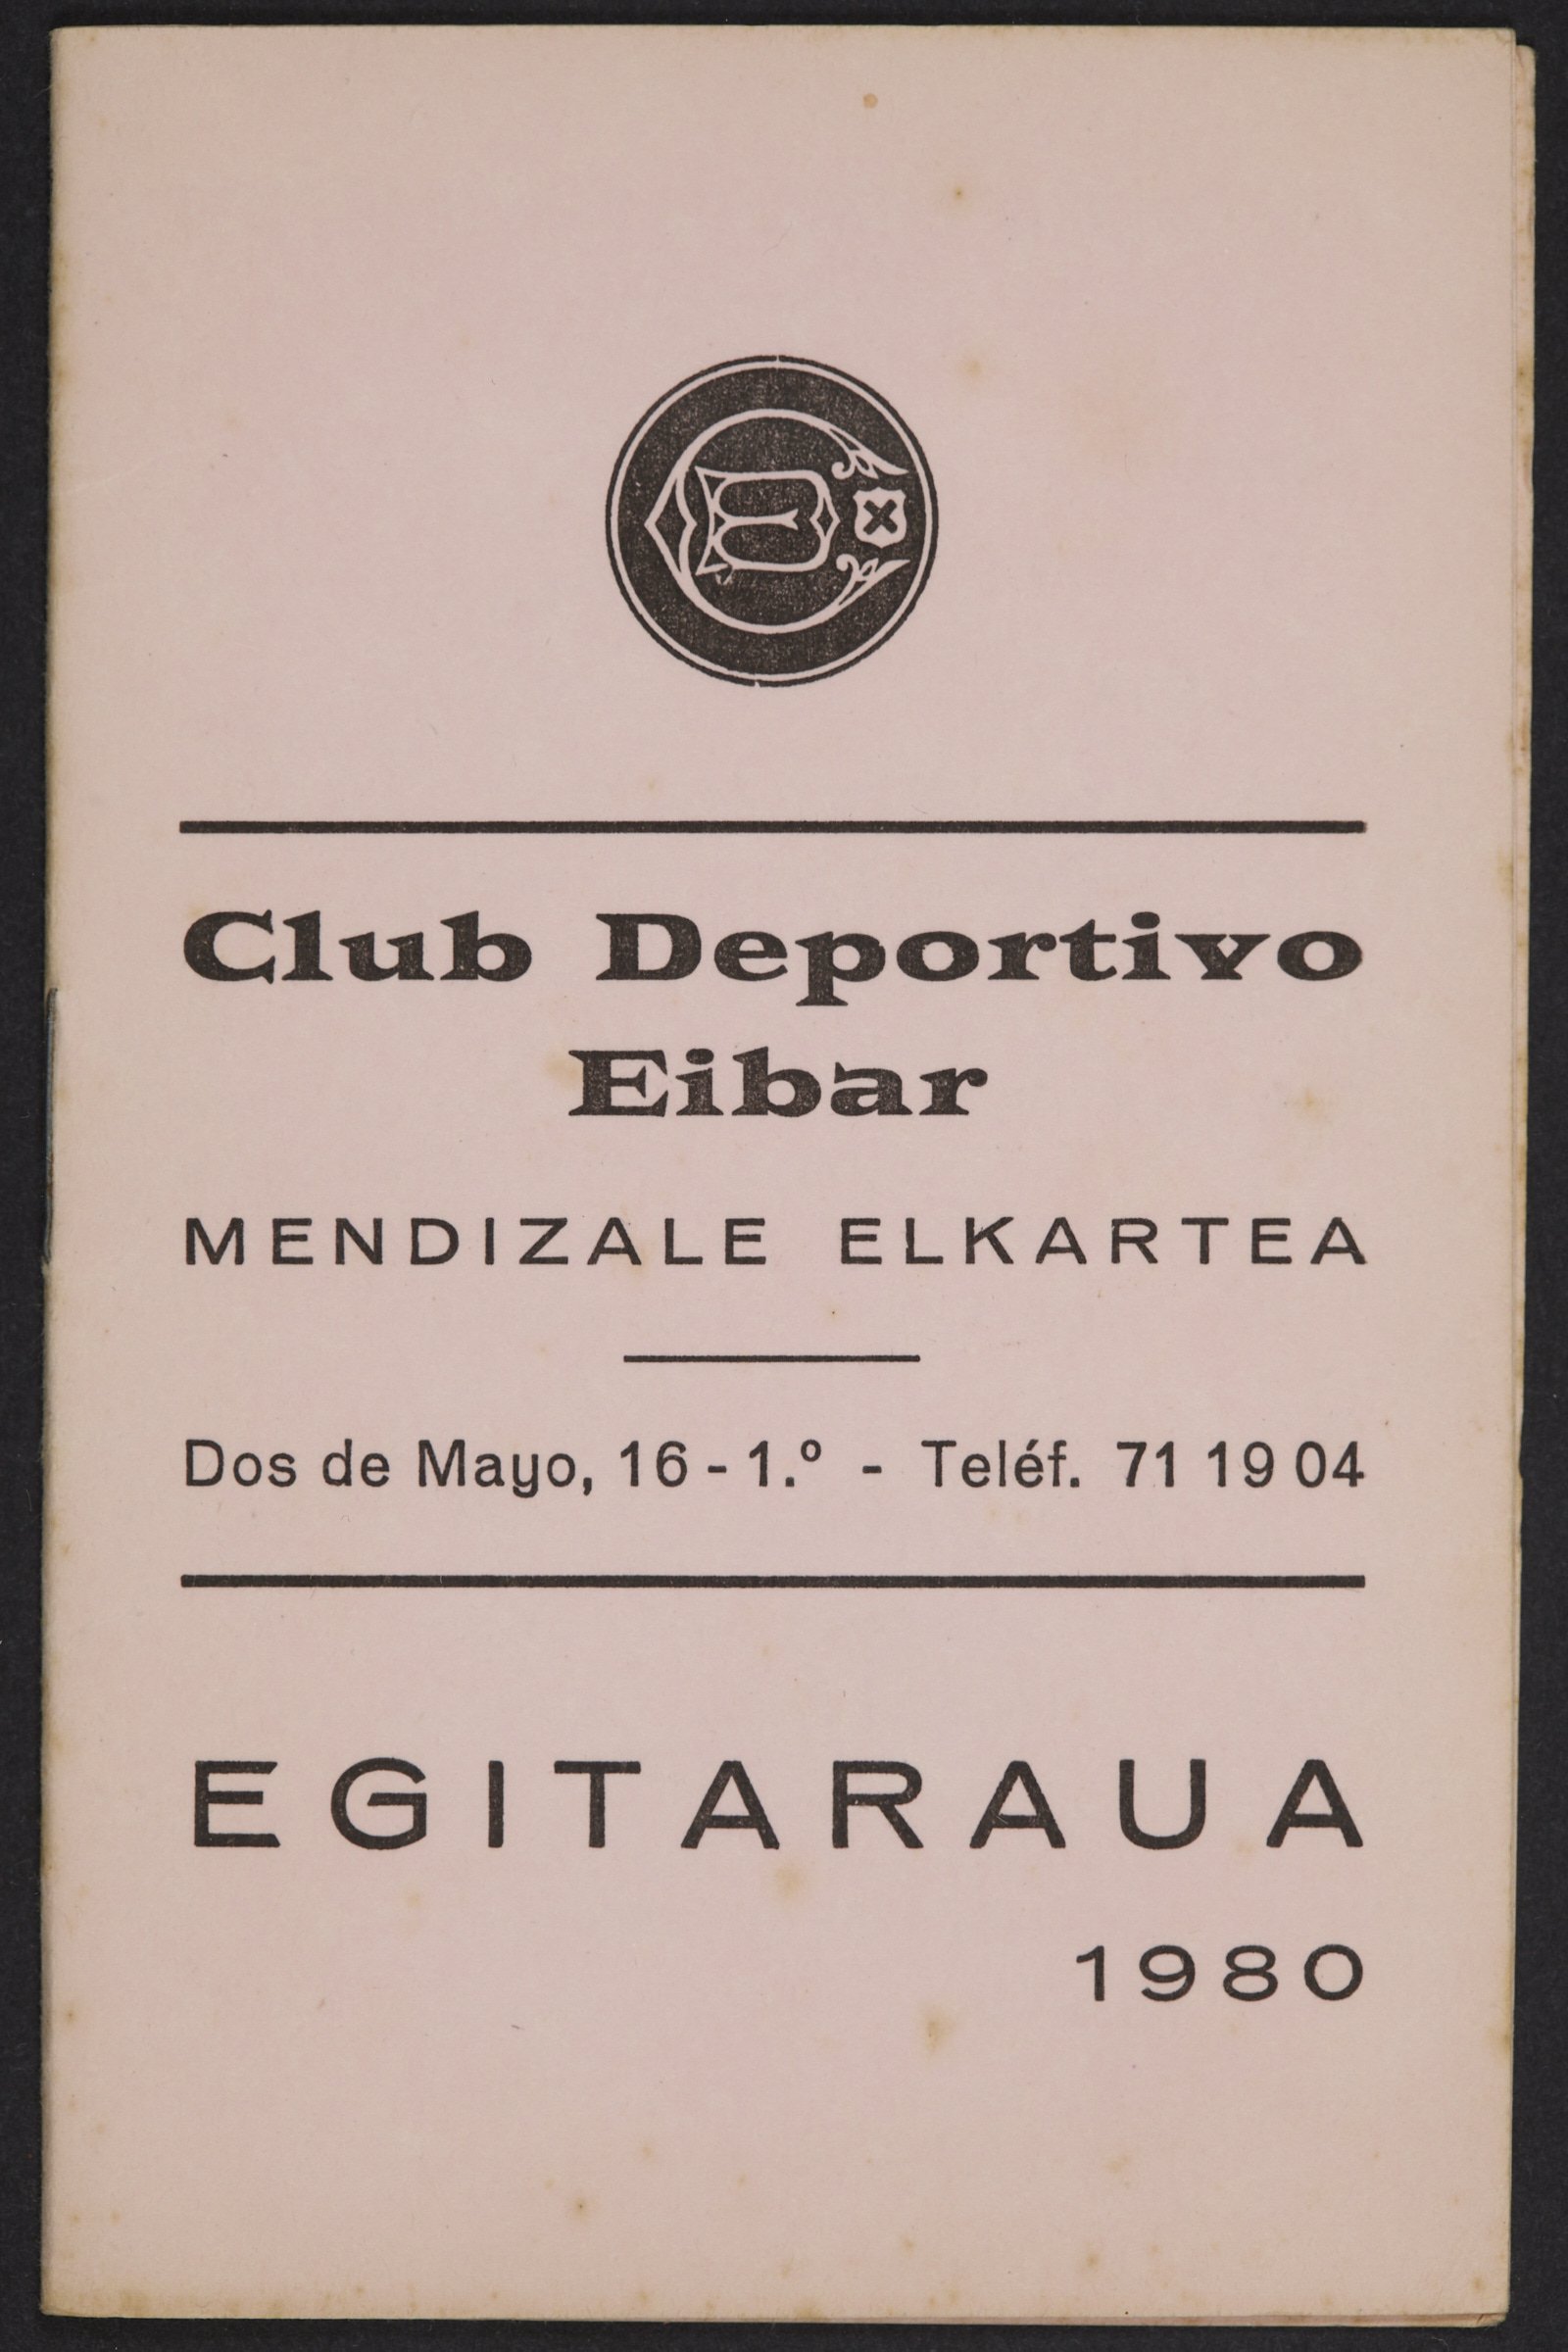 Club Deportivo
Eibar
MENDIZALE ELKARTEA
Dos de Mayo, 16 - 1.º - Teléf. 71 19 04
EGITARAUA
1980